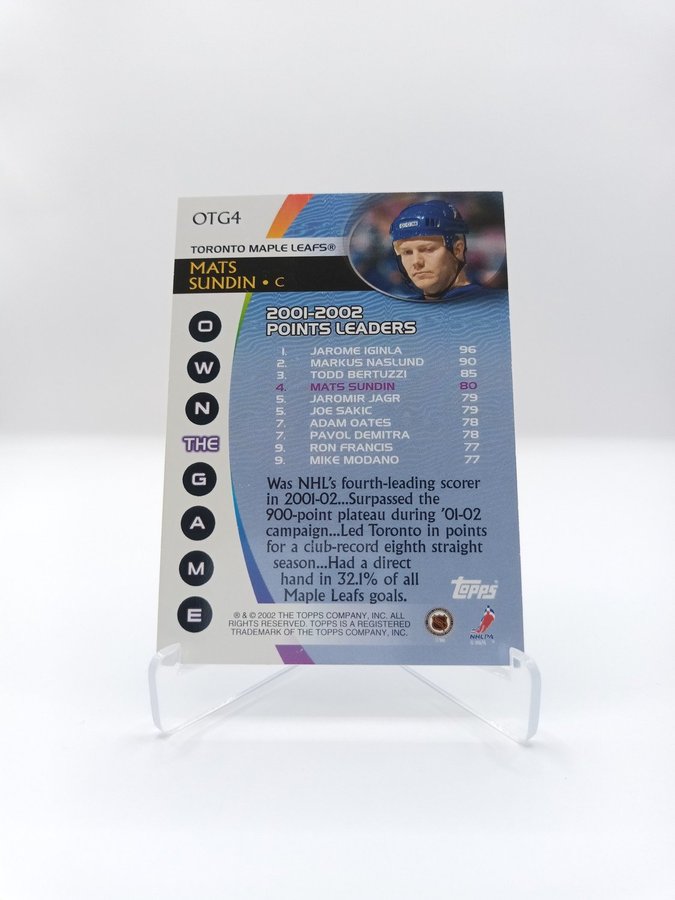 OTG4
TORONTO MAPLE LEAFS®
MATS
SUNDIN • C
OWN THE GAME
2001-2002
POINTS LEADERS
1. JAROME IGINLA 96
2. MARKUS NASLUND 90
3. TODD BERTUZZI 85
4. MATS SUNDIN 80
5. JAROMIR JAGR 79
5. JOE SAKIC 79
7. ADAM OATES 78
7. PAVOL DEMITRA 78
9. RON FRANCIS 77
9. MIKE MODANO 77
Was NHL's fourth-leading scorer
in 2001-02...Surpassed the
900-point plateau during '01-02
campaign...Led Toronto in points
for a club-record eighth straight
season...Had a direct
hand in 32.1% of all
Maple Leafs goals.
Topps
® & © 2002 THE TOPPS COMPANY, INC. ALL
RIGHTS RESERVED. TOPPS IS A REGISTERED
TRADEMARK OF THE TOPPS COMPANY, INC.
NHLPA